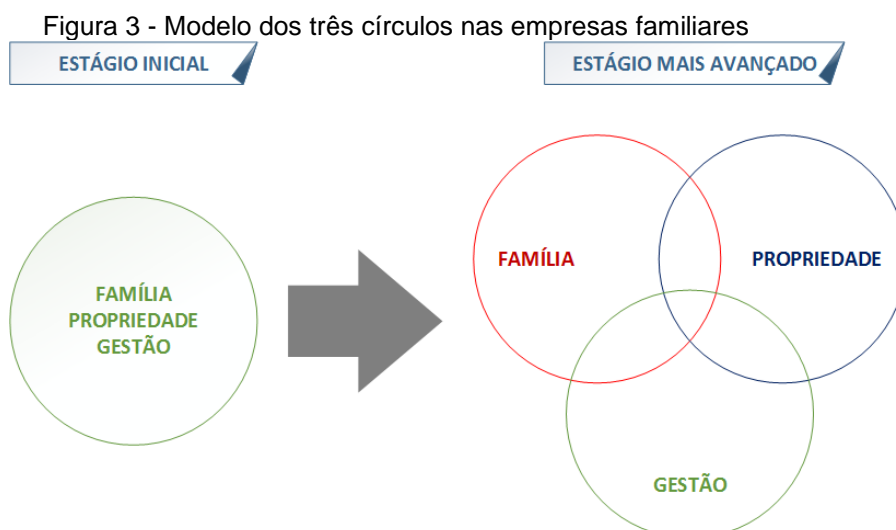 Figura 3 - Modelo dos três círculos nas empresas familiares
ESTÁGIO INICIAL
ESTÁGIO MAIS AVANÇADO
FAMÍLIA
PROPRIEDADE
GESTÃO
FAMÍLIA
PROPRIEDADE
GESTÃO